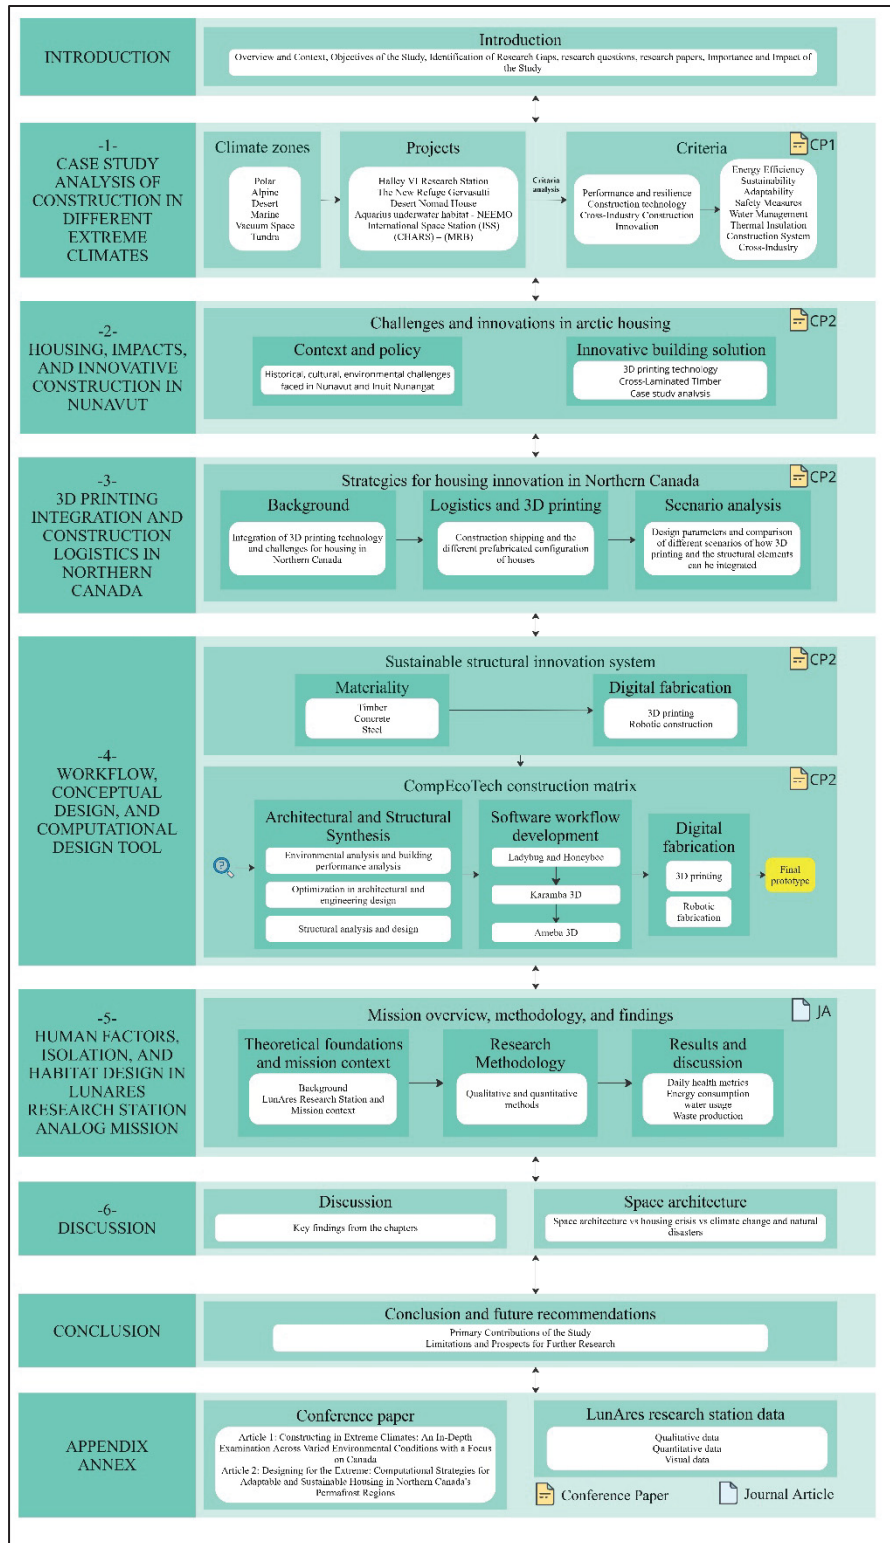 INTRODUCTION
Introduction
Overview and Context, Objectives of the Study, Identification of Research Gaps, research questions, research papers, Importance and Impact of
the Study
-1-
CASE STUDY
ANALYSIS OF
CONSTRUCTION IN
DIFFERENT
EXTREME
CLIMATES
Climate zones
Polar
Alpine
Desert
Marine
Vacuum Space
Tundra
Projects
Halley VI Research Station
The New Refuge Gervasutti
Desert Nomad House
Aquarius underwater habitat - NEEMO
International Space Station (ISS)
(CHARS) – (MRB)
Criteria
analysis
Criteria
CP1
Performance and resilience
Construction technology
Cross-Industry Construction
Innovation
Energy Efficiency
Sustainability
Adaptability
Safety Measures
Water Management
Thermal Insulation
Construction System
Cross-Industry
-2-
HOUSING, IMPACTS,
AND INNOVATIVE
CONSTRUCTION IN
NUNAVUT
Challenges and innovations in arctic housing
CP2
Context and policy
Historical, cultural, environmental challenges
faced in Nunavut and Inuit Nunangat
Innovative building solution
3D printing technology
Cross-Laminated Timber
Case study analysis
-3-
3D PRINTING
INTEGRATION AND
CONSTRUCTION
LOGISTICS IN
NORTHERN
CANADA
Strategies for housing innovation in Northern Canada
CP2
Background
Integration of 3D printing technology
and challenges for housing in
Northern Canada
Logistics and 3D printing
Construction shipping and the
different prefabricated configuration
of houses
Scenario analysis
Design parameters and comparison
of different scenarios of how 3D
printing and the structural elements
can be integrated
-4-
WORKFLOW,
CONCEPTUAL
DESIGN, AND
COMPUTATIONAL
DESIGN TOOL
Sustainable structural innovation system
CP2
Materiality
Timber
Concrete
Steel
Digital fabrication
3D printing
Robotic construction
CompEcoTech construction matrix
CP2
Architectural and Structural
Synthesis
Environmental analysis and building
performance analysis
Optimization in architectural and
engineering design
Structural analysis and design
Software workflow
development
Ladybug and Honeybee
Karamba 3D
Ameba 3D
Digital
fabrication
3D printing
Robotic
fabrication
Final
prototype
-5-
HUMAN FACTORS,
ISOLATION, AND
HABITAT DESIGN IN
LUNARES
RESEARCH STATION
ANALOG MISSION
Mission overview, methodology, and findings
JA
Theoretical foundations
and mission context
Background
LunAres Research Station and
Mission context
Research
Methodology
Qualitative and quantitative
methods
Results and
discussion
Daily health metrics
Energy consumption
water usage
Waste production
-6-
DISCUSSION
Discussion
Key findings from the chapters
Space architecture
Space architecture vs housing crisis vs climate change and natural
disasters
CONCLUSION
Conclusion and future recommendations
Primary Contributions of the Study
Limitations and Prospects for Further Research
APPENDIX
ANNEX
Conference paper
Article 1: Constructing in Extreme Climates: An In-Depth
Examination Across Varied Environmental Conditions with a Focus
on Canada
Article 2: Designing for the Extreme: Computational Strategies for
Adaptable and Sustainable Housing in Northern Canada's
Permafrost Regions
LunAres research station data
Qualitative data
Quantitative data
Visual data
Conference Paper
Journal Article